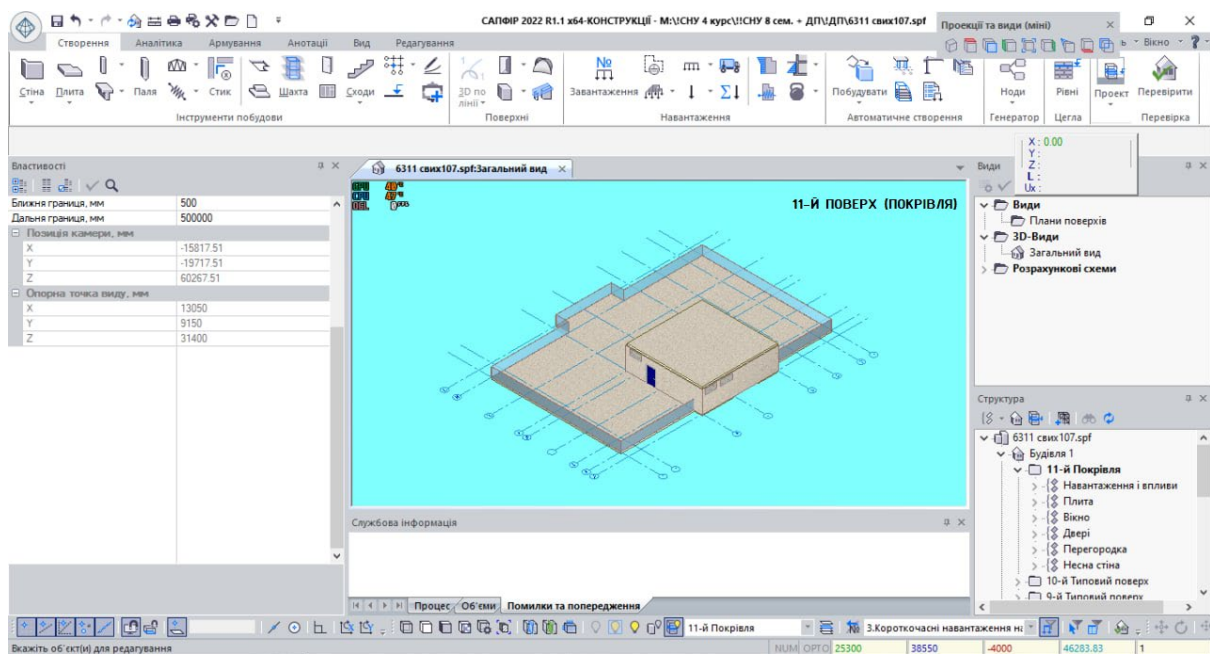 САПФІР 2022 R1.1 x64-КОНСТРУКЦІЇ - M:\!СНУ 4 курс\!!СНУ 8 сем. + ДП\!ДП\6311 свих107.spf
Проекції та види (міні)
Вікно
Створення Аналітика Армування Анотації Вид Редагування
Стіна Плита Паля Стик Шахта Сходи
3D по лінії
Завантаження
Побудувати
Ноди Рівні Проект Перевірити
Інструменти побудови Поверхні Навантаження Автоматичне створення Генератор Цегла Перевірка
X: 0.00
Y:
Z:
L:
Ux:
Властивості
Ближня границя, мм 500
Дальня границя, мм 500000
Позиція камери, мм
X -15817.51
Y -19717.51
Z 60267.51
Опорна точка виду, мм
X 13050
Y 9150
Z 31400
6311 свих107.spf:Загальний вид
11-Й ПОВЕРХ (ПОКРІВЛЯ)
Види
Види
Плани поверхів
3D-Види
Загальний вид
Розрахункові схеми
Структура
6311 свих107.spf
Будівля 1
11-й Покрівля
Навантаження і впливи
Плита
Вікно
Двері
Перегородка
Несна стіна
10-й Типовий поверх
9-й Типовий поверх
Службова інформація
Процес Об'єми Помилки та попередження
11-й Покрівля
3.Короткочасні навантаження на
Вкажіть об'єкт(и) для редагування
NUM ОРТО 25300 38550 -4000 46283.83 1